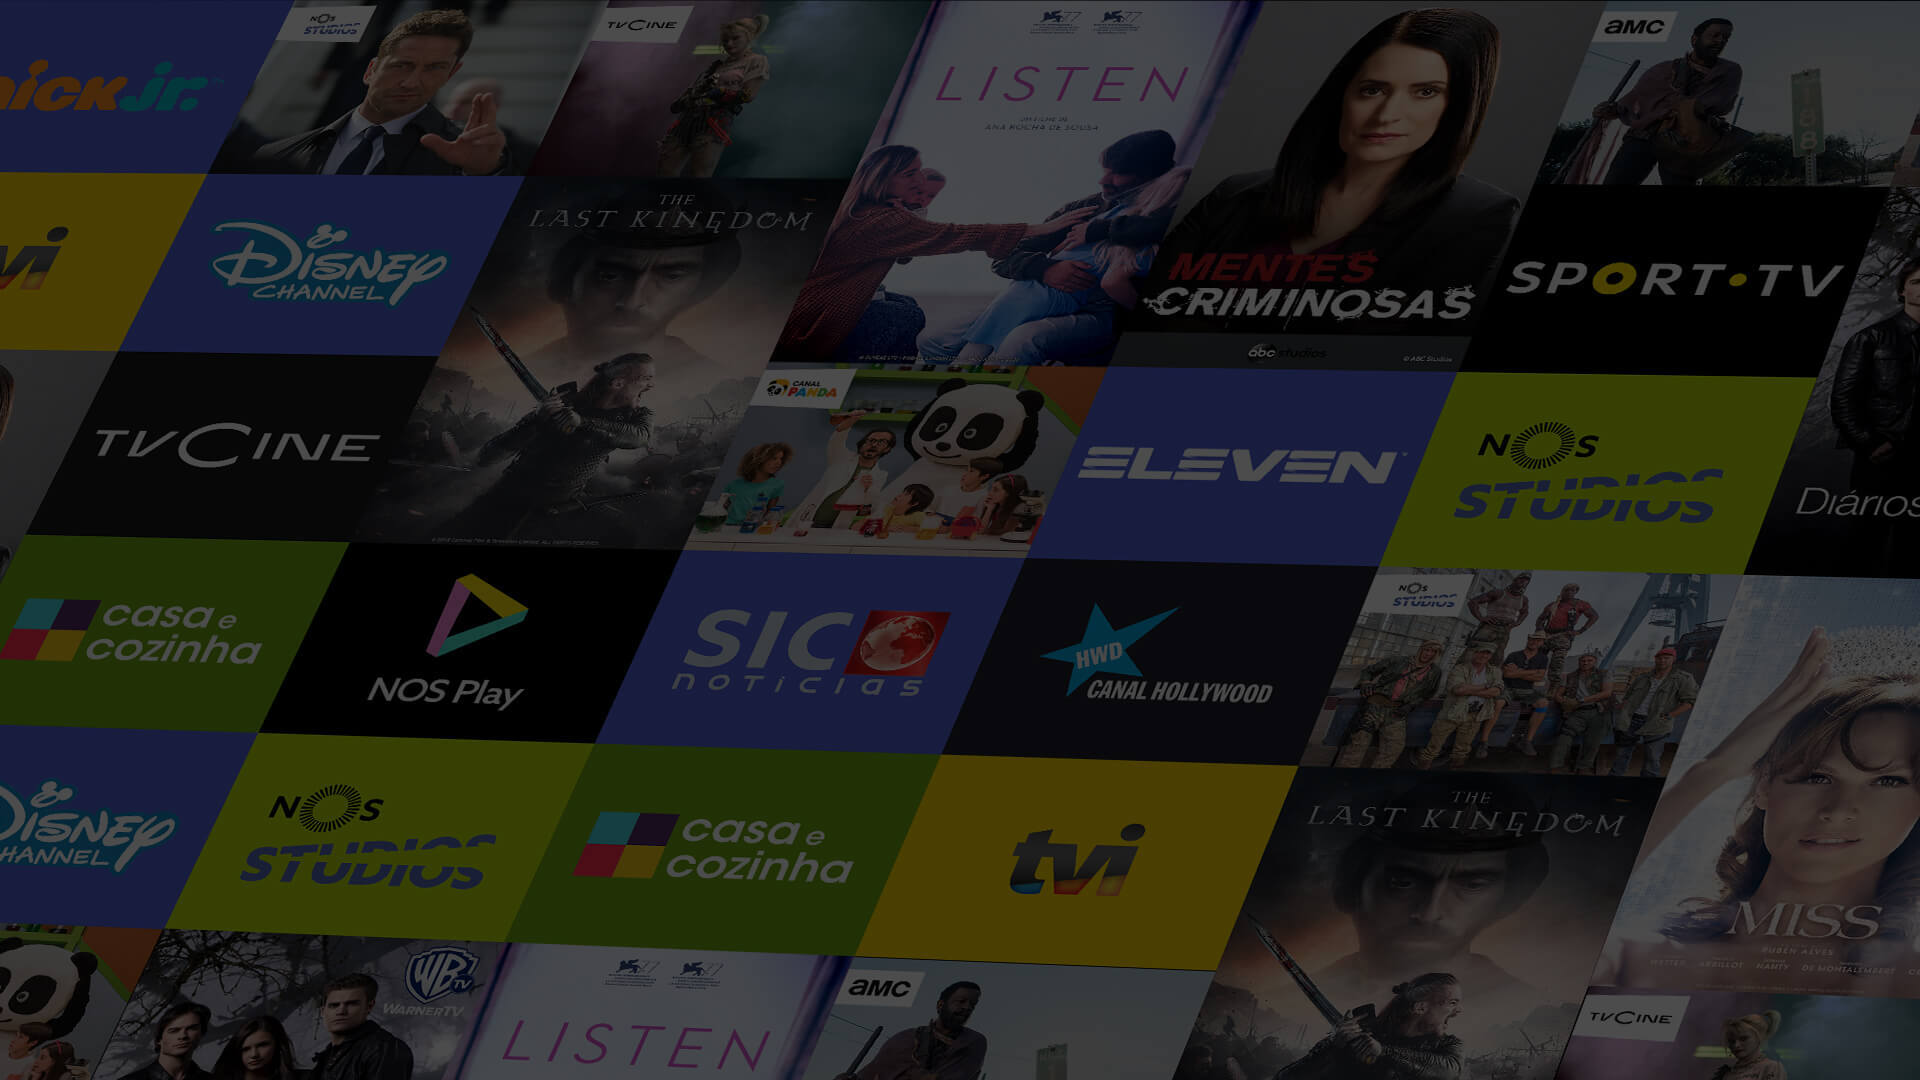 nick jr.
NOS
STUDIOS
TVCINE
LISTEN
UM FILME DE
ANA ROCHA DE SOUSA
MENTES
CRIMINOSAS
abc studios
© ABC Studios
aMC
168
tvi
DISNEY
CHANNEL
THE
LAST KINGDOM
SPORT•TV
TVCINE
CANAL
PANDA
ELEVEN
NOS
STUDIOS
Diários
casa e
cozinha
NOS Play
SIC
NOTÍCIAS
HWD
CANAL HOLLYWOOD
NOS
STUDIOS
DISNEY
CHANNEL
NOS
STUDIOS
casa e
cozinha
tvi
THE
LAST KINGDOM
MISS
RUBEN ALVES
WB
TV
WARNERTV
LISTEN
aMC
TVCINE